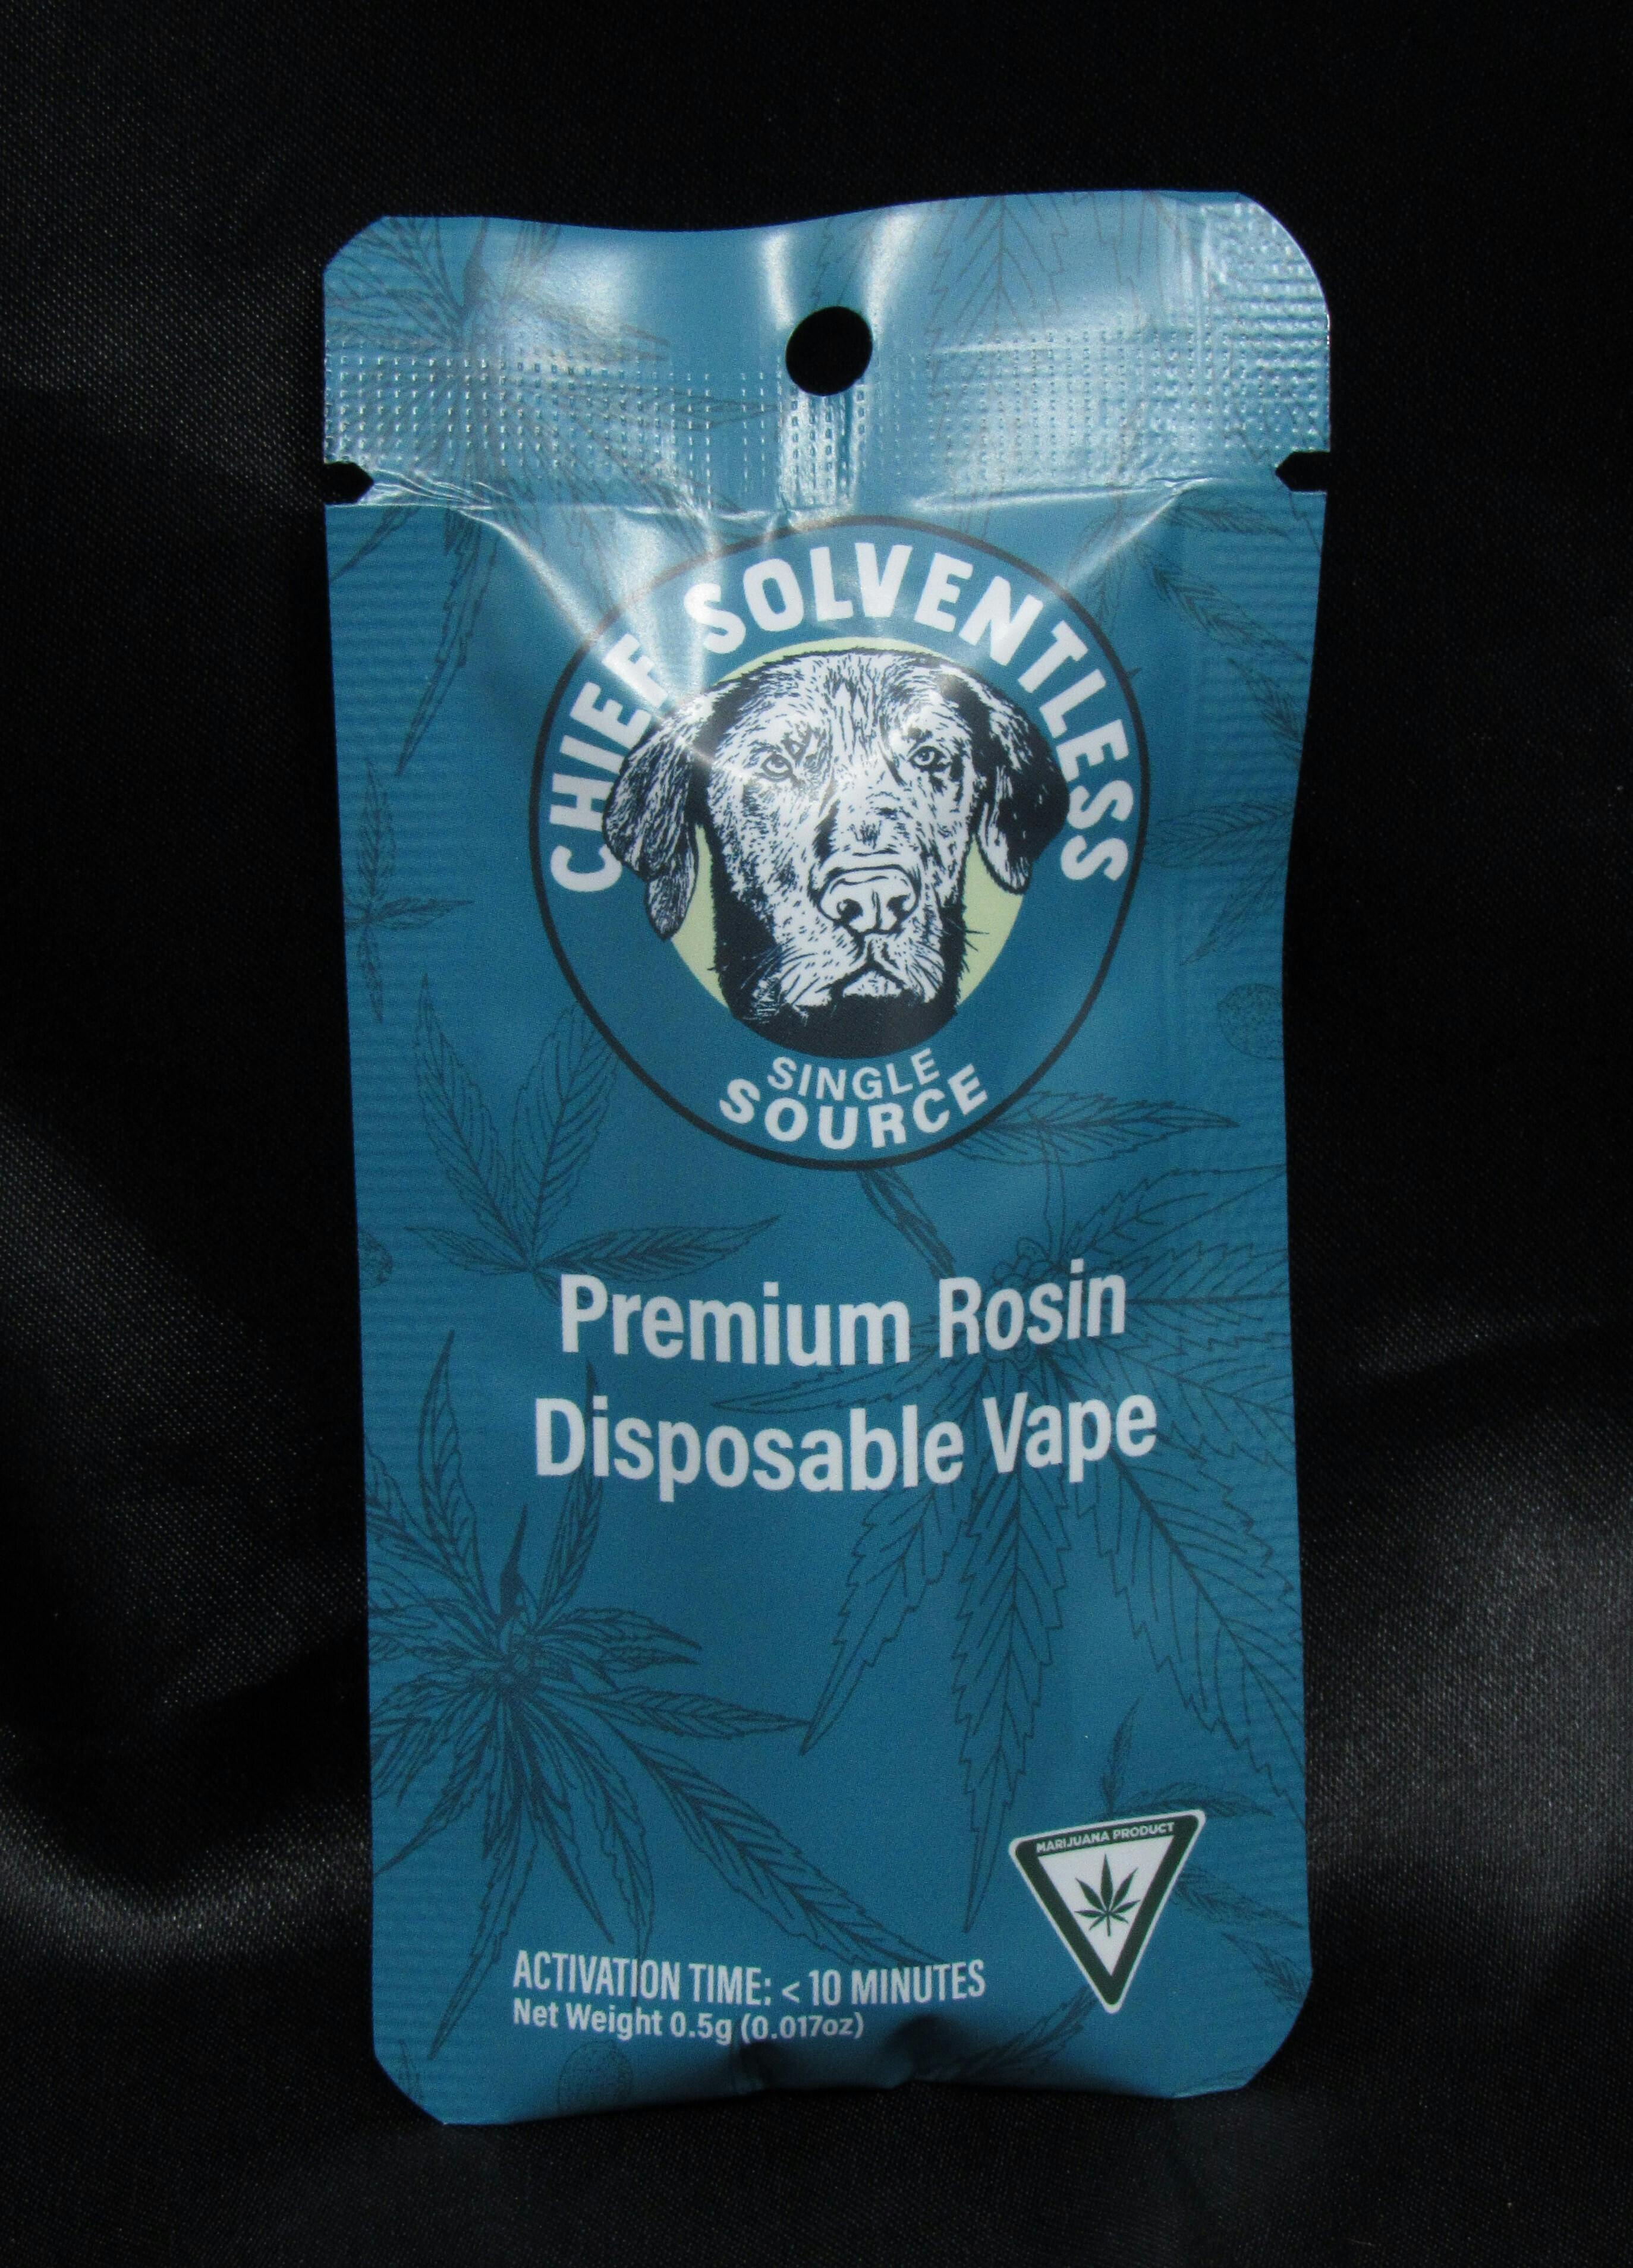 CHIEF SOLVENTLESS
SINGLE
SOURCE
Premium Rosin
Disposable Vape
MARIJUANA PRODUCT
ACTIVATION TIME: < 10 MINUTES
Net Weight 0.5g (0.017oz)